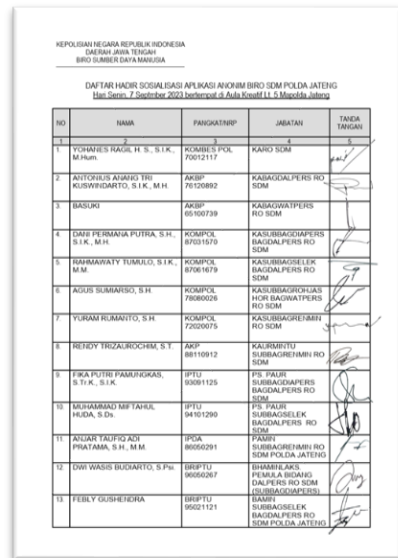 KEPOLISIAN NEGARA REPUBLIK INDONESIA
DAERAH JAWA TENGAH
BIRO SUMBER DAYA MANUSIA
DAFTAR HADIR SOSIALISASI APLIKASI ANONIM BIRO SDM POLDA JATENG
Hari Senin, 7 Septmber 2023 bertempat di Aula Kreatif Lt. 5 Mapolda Jateng
NO NAMA PANGKAT/NRP JABATAN TANDA
TANGAN
1 2 3 4 5
1. YOHANES RAGIL H. S., S.I.K., KOMBES POL KARO SDM
M.Hum. 70012117
2. ANTONIUS ANANG TRI AKBP KABAGDALPERS RO
KUSWINDARTO, S.I.K., M.H. 76120892 SDM
3. BASUKI AKBP KABAGWATPERS
65100739 RO SDM
4. DANI PERMANA PUTRA, S.H., KOMPOL KASUBBAGDIAPERS
S.I.K., M.H. 87031570 BAGDALPERS RO
SDM
5. RAHMAWATY TUMULO, S.I.K., KOMPOL KASUBBAGSELEK
M.M. 87061679 BAGDALPERS RO
SDM
6. AGUS SUMIARSO, S.H. KOMPOL KASUBBAGROHJAS
78080026 HOR BAGWATPERS
RO SDM
7. YURAM RUMANTO, S.H. KOMPOL KASUBBAGRENMIN
72020075 RO SDM
8. RENDY TRIZAUROCHIM, S.T. AKP KAURMINTU
88110912 SUBBAGRENMIN RO
SDM
9. FIKA PUTRI PAMUNGKAS, IPTU PS. PAUR
S.Tr.K., S.I.K. 93091125 SUBBAGDIAPERS
BAGDALPERS RO
SDM
10. MUHAMMAD MIFTAHUL IPTU PS. PAUR
HUDA, S.Ds. 94101290 SUBBAGSELEK
BAGDALPERS RO
SDM
11. ANJAR TAUFIQ ADI IPDA PAMIN
PRATAMA, S.H., M.M. 86050291 SUBBAGRENMIN RO
SDM POLDA JATENG
12. DWI WASIS BUDIARTO, S.Psi. BRIPTU BHAMINLAKS.
96050267 PEMULA BIDANG
DALPERS RO SDM
(SUBBAGDIAPERS)
13. FEBLY GUSHENDRA BRIPTU BAMIN
95021121 SUBBAGSELEK
BAGDALPERS RO
SDM POLDA JATENG